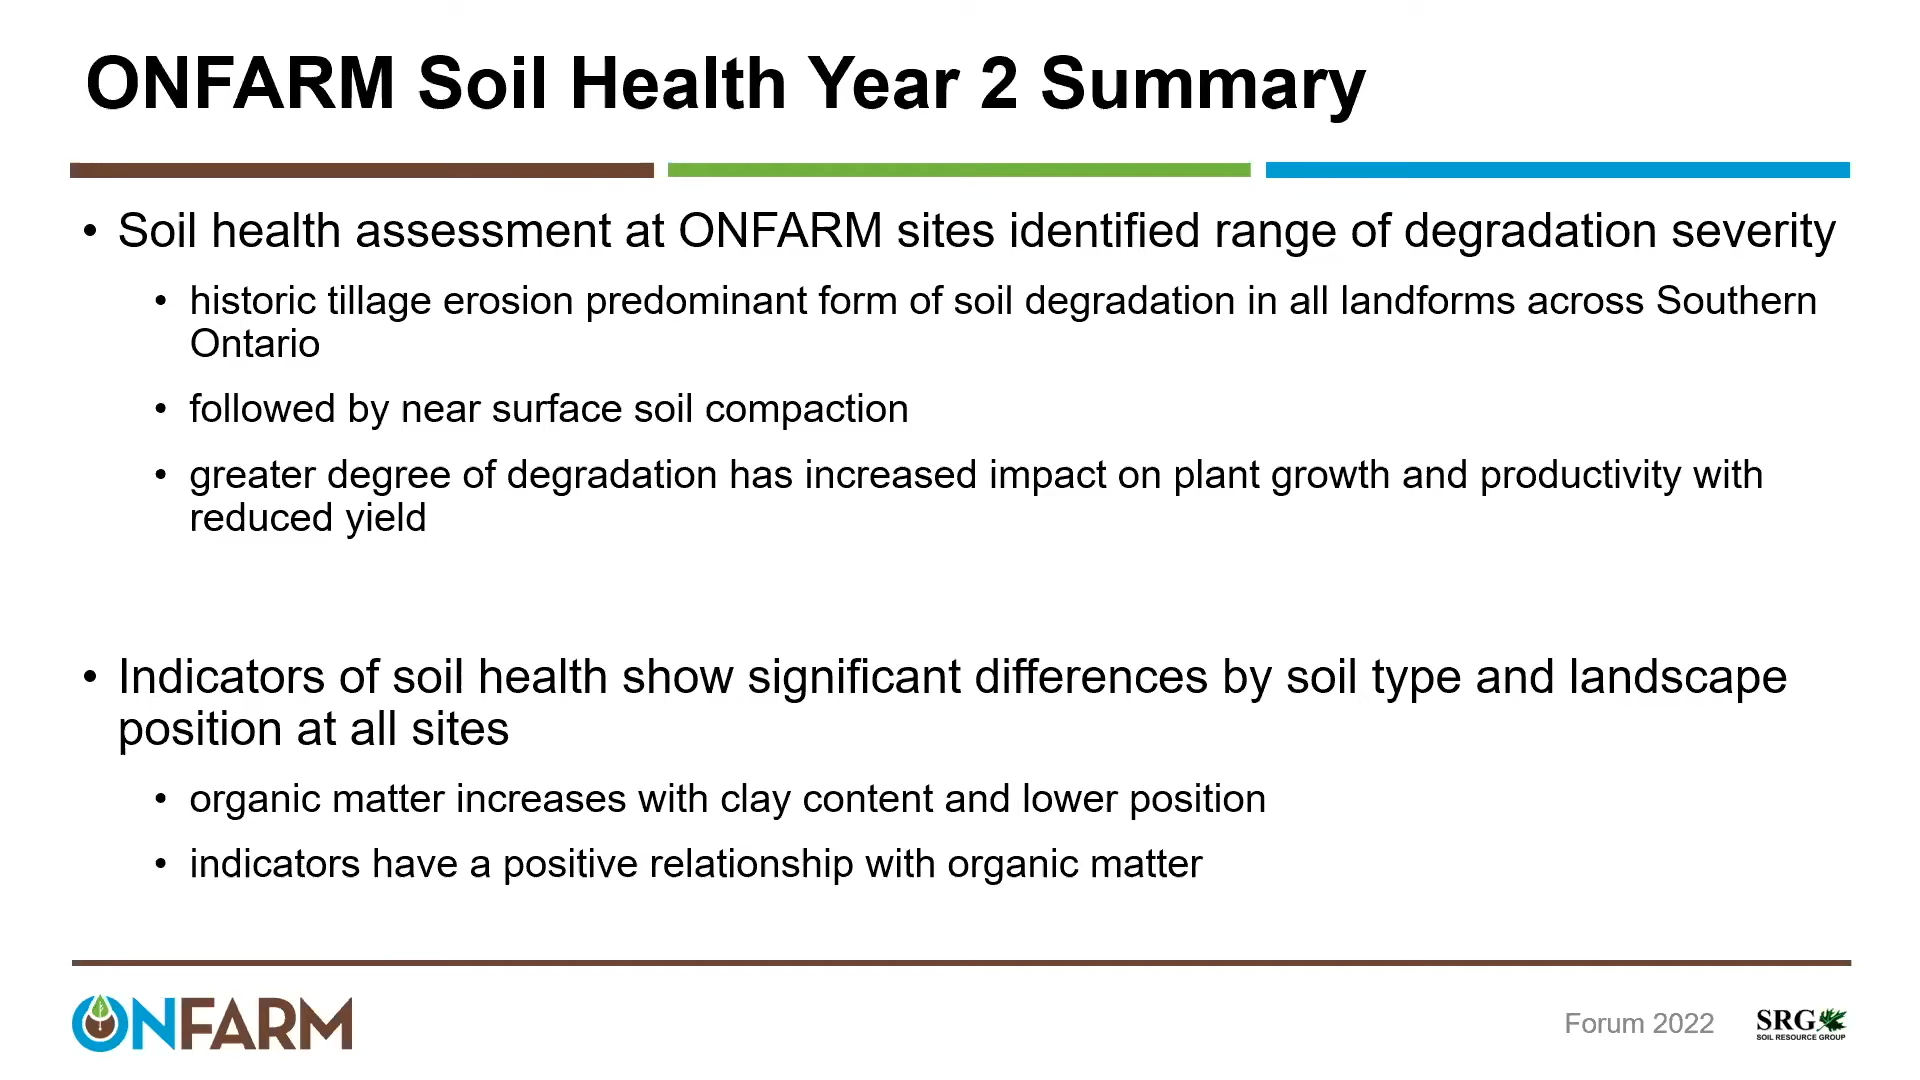 ONFARM Soil Health Year 2 Summary
• Soil health assessment at ONFARM sites identified range of degradation severity
• historic tillage erosion predominant form of soil degradation in all landforms across Southern
Ontario
• followed by near surface soil compaction
• greater degree of degradation has increased impact on plant growth and productivity with
reduced yield
• Indicators of soil health show significant differences by soil type and landscape
position at all sites
• organic matter increases with clay content and lower position
• indicators have a positive relationship with organic matter
ONFARM
Forum 2022
SRG
SOIL RESOURCE GROUP